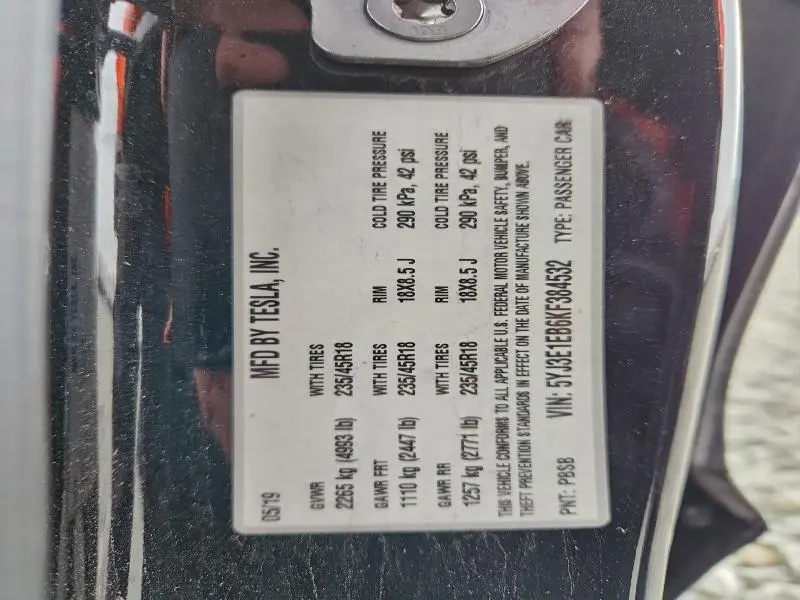 MFD BY TESLA, INC.
05/19
GVWR WITH TIRES
2265 kg (4993 lb) 235/45R18
GAWR FRT WITH TIRES RIM COLD TIRE PRESSURE
1110 kg (2447 lb) 235/45R18 18X8.5 J 290 kPa, 42 psi
GAWR RR WITH TIRES RIM COLD TIRE PRESSURE
1257 kg (2771 lb) 235/45R18 18X8.5 J 290 kPa, 42 psi
THIS VEHICLE CONFORMS TO ALL APPLICABLE U.S. FEDERAL MOTOR VEHICLE SAFETY, BUMPER, AND
THEFT PREVENTION STANDARDS IN EFFECT ON THE DATE OF MANUFACTURE SHOWN ABOVE.
PNT: PBSB VIN: 5YJ3E1EB6KF384532 TYPE: PASSENGER CAR